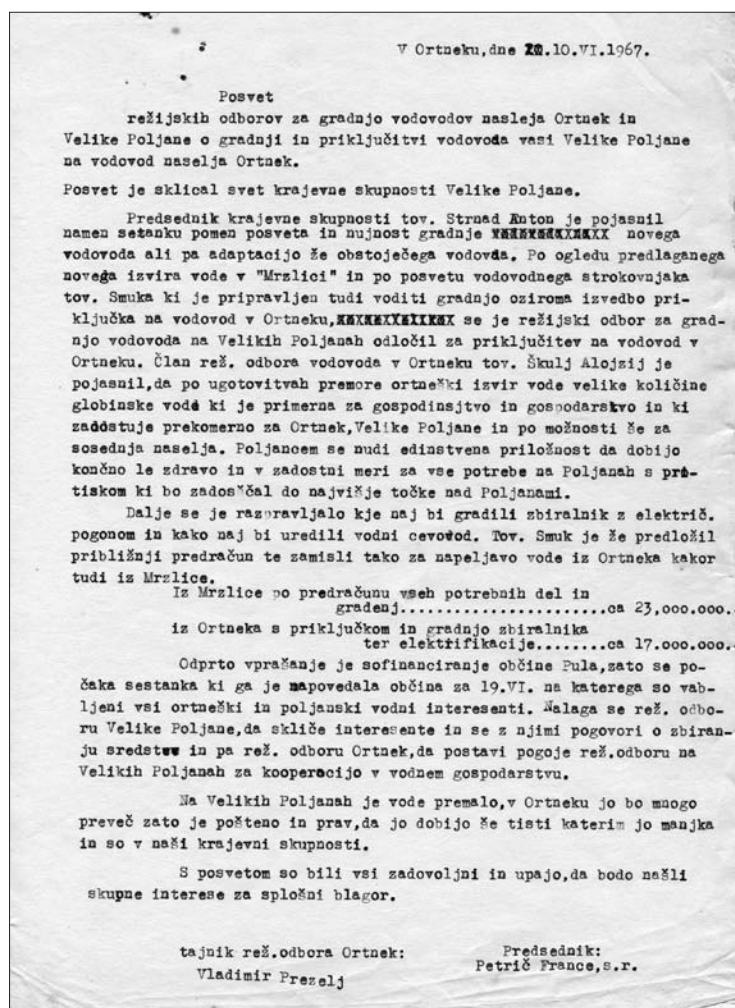 V Ortneku,dne 10.VI.1967.
Posvet
režijskih odborov za gradnjo vodovodov nasleja Ortnek in
Velike Poljane o gradnji in priključitvi vodovoda vasi Velike Poljane
na vodovod naselja Ortnek.
Posvet je sklical svet krajevne skupnosti Velike Poljane.
Predsednik krajevne skupnosti tov. Strnad Anton je pojasnil
namen setanku pomen posveta in nujnost gradnje novega
vodovoda ali pa adaptacijo že obstoječega vodovda. Po ogledu predlaganega
novega izvira vode v "Mrzlici" in po posvetu vodovodnega strokovnjaka
tov. Smuka ki je pripravljen tudi voditi gradnjo oziroma izvedbo pri-
ključka na vodovod v Ortneku, se je režijski odbor za grad-
njo vodovoda na Velikih Poljanah odločil za priključitev na vodovod v
Ortneku. Član rež. odbora vodovoda v Ortneku tov. Škulj Alojzij je
pojasnil,da po ugotovitvah premore ortneški izvir vode velike količine
globinske vode ki je primerna za gospodinsjtvo in gospodarstvo in ki
zadostuje prekomerno za Ortnek,Velike Poljane in po možnosti še za
sosednja naselja. Poljancem se nudi edinstvena priložnost da dobijo
končno le zdravo in v zadostni meri za vse potrebe na Poljanah s pri-
tiskom ki bo zadoščal do najvišje točke nad Poljanami.
Dalje se je razpravljalo kje naj bi gradili zbiralnik z električ.
pogonom in kako naj bi uredili vodni cevovod. Tov. Smuk je že predložil
približnji predračun te zamisli tako za napeljavo vode iz Ortneka kakor
tudi iz Mrzlice.
Iz Mrzlice po predračunu vseh potrebnih del in
gradenj.......................ca 23,000.000.
iz Ortneka s priključkom in gradnjo zbiralnika
ter elektrifikacije........ca 17.000.000.
Odprto vprašanje je sofinanciranje občine Pula,zato se po-
čaka sestanka ki ga je napovedala občina za 19.VI. na katerega so vab-
ljeni vsi ortneški in poljanski vodni interesenti. Nalaga se rež. odbo-
ru Velike Poljane,da skliče interesente in se z njimi pogovori o zbiran-
ju sredstev in pa rež. odboru Ortnek,da postavi pogoje rež.odboru na
Velikih Poljanah za kooperacijo v vodnem gospodarstvu.
Na Velikih Poljanah je vode premalo,v Ortneku jo bo mnogo
preveč zato je pošteno in prav,da jo dobijo še tisti katerim jo manjka
in so v naši krajevni skupnosti.
S posvetom so bili vsi zadovoljni in upajo,da bodo našli
skupne interese za splošni blagor.
tajnik rež.odbora Ortnek:
Vladimir Prezelj
Predsednik:
Petrič France,s.r.